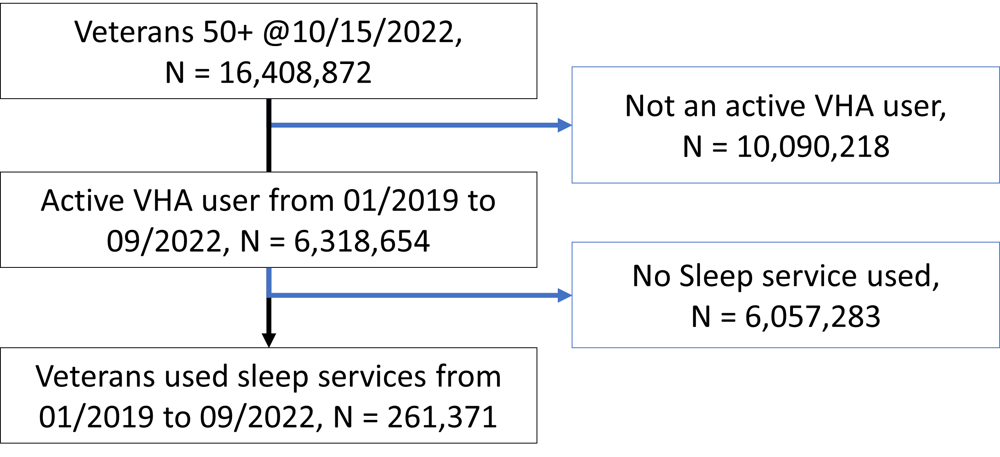 Veterans 50+ @10/15/2022,
N = 16,408,872
Not an active VHA user,
N = 10,090,218
Active VHA user from 01/2019 to
09/2022, N = 6,318,654
No Sleep service used,
N = 6,057,283
Veterans used sleep services from
01/2019 to 09/2022, N = 261,371